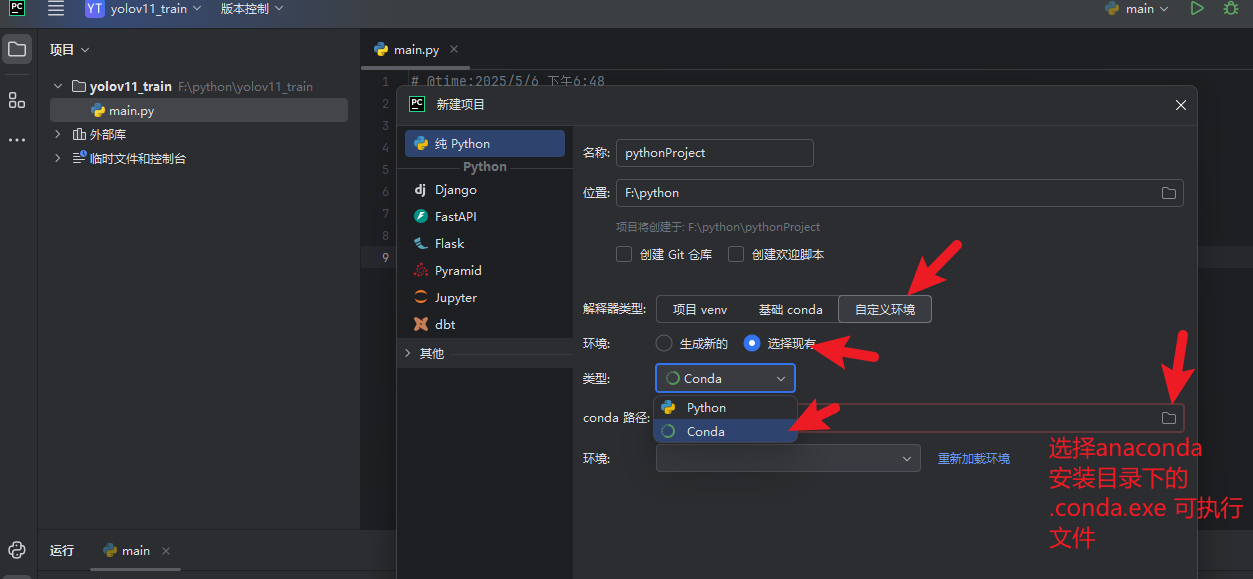 PC
YT yolov11_train 版本控制 main
项目 main.py
yolov11_train F:\python\yolov11_train
main.py
外部库
临时文件和控制台
1 # @time:2025/5/6 下午6:48
2
3
4
5
6
7
8
9
PC 新建项目
纯 Python
Python
dj Django
FastAPI
Flask
Pyramid
Jupyter
dbt
其他
名称: pythonProject
位置: F:\python
项目将创建于: F:\python\pythonProject
创建 Git 仓库 创建欢迎脚本
解释器类型: 项目 venv 基础 conda 自定义环境
环境: 生成新的 选择现有
类型: Conda
Python
conda 路径:
Conda
环境: 重新加载环境
选择anaconda
安装目录下的
.conda.exe 可执行
文件
运行 main